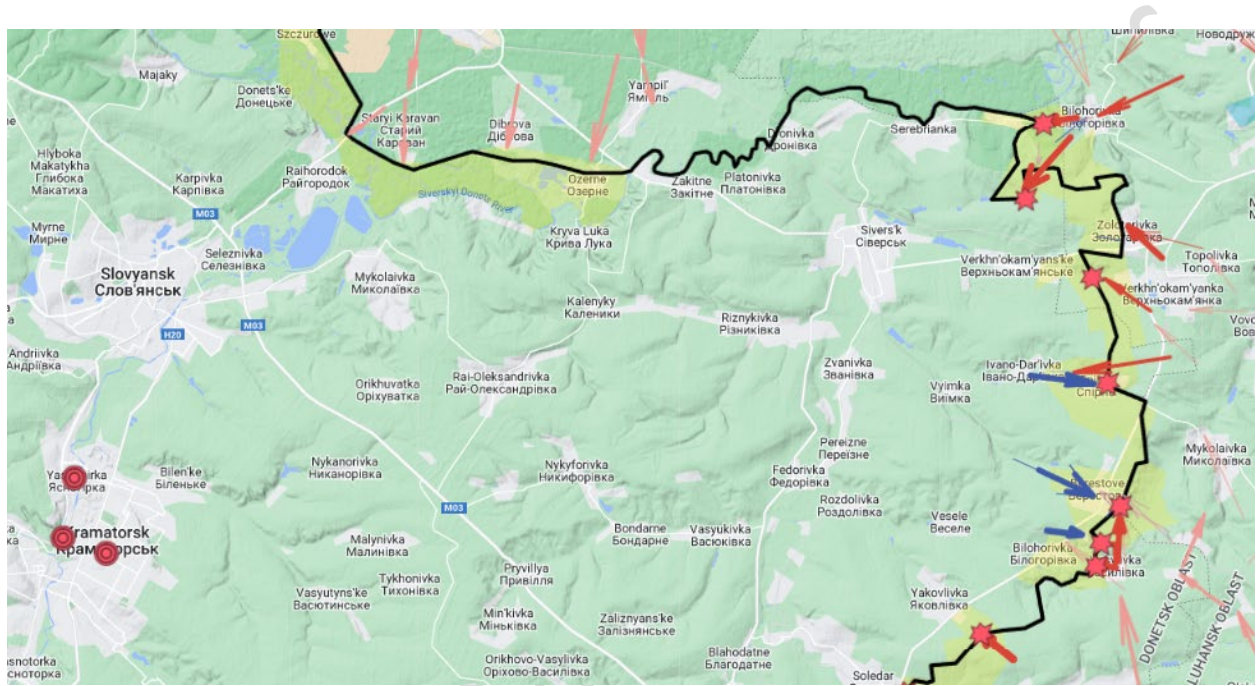 Szczurowe
Majaky
Donets'ke
Донецьке
Staryi Karavan
Старий
Караван
Dibrova
Діброва
Yampil'
Ямпіль
Шипилівка
Bilohorivka
Білогорівка
Serebrianka
Dronivka
Дронівка
Hlyboka
Makatykha
Глибока
Макатиха
Karpivka
Карпівка
Raihorodok
Райгородок
M03
Siverskyi Donets River
Ozerne
Озерне
Zakitne
Закітне
Platonivka
Платонівка
Myrne
Мирне
Seleznivka
Селезнівка
Kryva Luka
Крива Лука
Sivers'k
Сіверськ
Slovyansk
Слов'янськ
Mykolaivka
Миколаївка
Verkhn'okam'yans'ke
Верхньокам'янське
Topolivka
Тополівка
Kalenyky
Каленики
Verkhn'okam'yanka
Верхньокам'янка
H20
M03
Riznykivka
Різниківка
Andriivka
Андріївка
Orikhuvatka
Оріхуватка
Rai-Oleksandrivka
Рай-Олександрівка
Zvanivka
Званівка
Ivano-Dar'ivka
Vyimka
Виїмка
Bilen'ke
Біленьке
Nykanorivka
Никанорівка
Nykyforivka
Никифорівка
Pereizne
Переїзне
Fedorivka
Федорівка
Mykolaivka
Миколаївка
M03
Rozdolivka
Роздолівка
Vesele
Веселе
Kramatorsk
Malynivka
Малинівка
Bondarne
Бондарне
Vasyukivka
Васюківка
Bilohorivka
Білогорівка
Vasyutyns'ke
Васютинське
Tykhonivka
Тихонівка
Pryvillya
Привілля
Yakovlivka
Яковлівка
Min'kivka
Міньківка
Zaliznyans'ke
Залізнянське
Orikhovo-Vasylivka
Оріхово-Василівка
Blahodatne
Благодатне
Soledar
DONETSK OBLAST
LUHANSK OBLAST